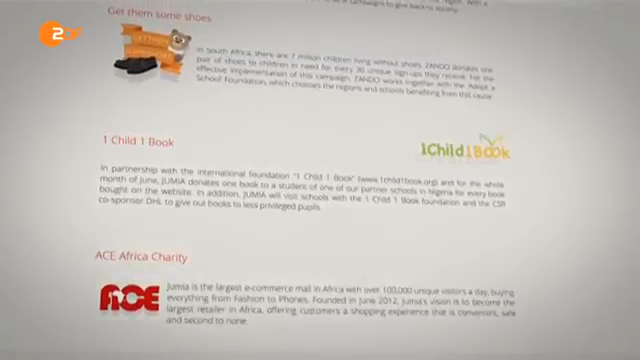 campaigns to give back to society.
ZDF
Get them some shoes
In South Africa, there are 7 million children living without shoes. ZANDO donates one
pair of shoes to children in need for every 30 unique sign-ups they receive. For the
effective implementation of this campaign, ZANDO works together with the Adopt a
School Foundation, which chooses the regions and schools benefiting from this cause.
1 Child 1 Book
1Child1Book
In partnership with the international foundation "1 Child 1 Book" (www.1child1book.org) and for the whole
month of June, JUMIA donates one book to a student of one of our partner schools in Nigeria for every book
bought on the website. In addition, JUMIA will visit schools with the 1 Child 1 Book foundation and the CSR
co-sponsor DHL to give out books to less privileged pupils.
ACE Africa Charity
ACE
Jumia is the largest e-commerce mall in Africa with over 100,000 unique visitors a day, buying
everything from Fashion to Phones. Founded in June 2012, Jumia's vision is to become the
largest retailer in Africa, offering customers a shopping experience that is convenient, safe
and second to none.